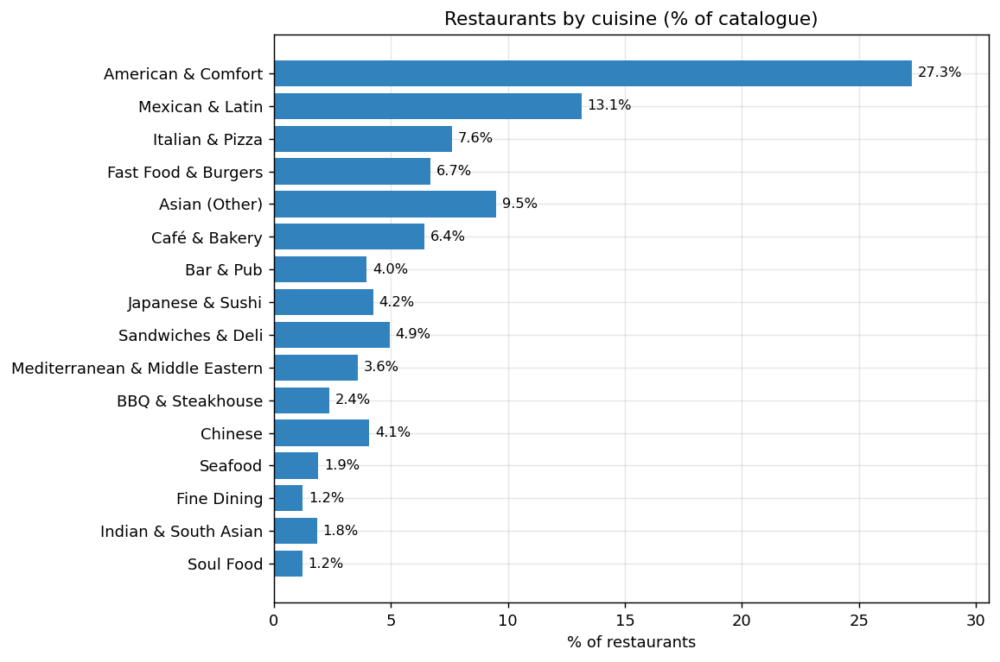 Restaurants by cuisine (% of catalogue)
American & Comfort 27.3%
Mexican & Latin 13.1%
Italian & Pizza 7.6%
Fast Food & Burgers 6.7%
Asian (Other) 9.5%
Café & Bakery 6.4%
Bar & Pub 4.0%
Japanese & Sushi 4.2%
Sandwiches & Deli 4.9%
Mediterranean & Middle Eastern 3.6%
BBQ & Steakhouse 2.4%
Chinese 4.1%
Seafood 1.9%
Fine Dining 1.2%
Indian & South Asian 1.8%
Soul Food 1.2%
0 5 10 15 20 25 30
% of restaurants